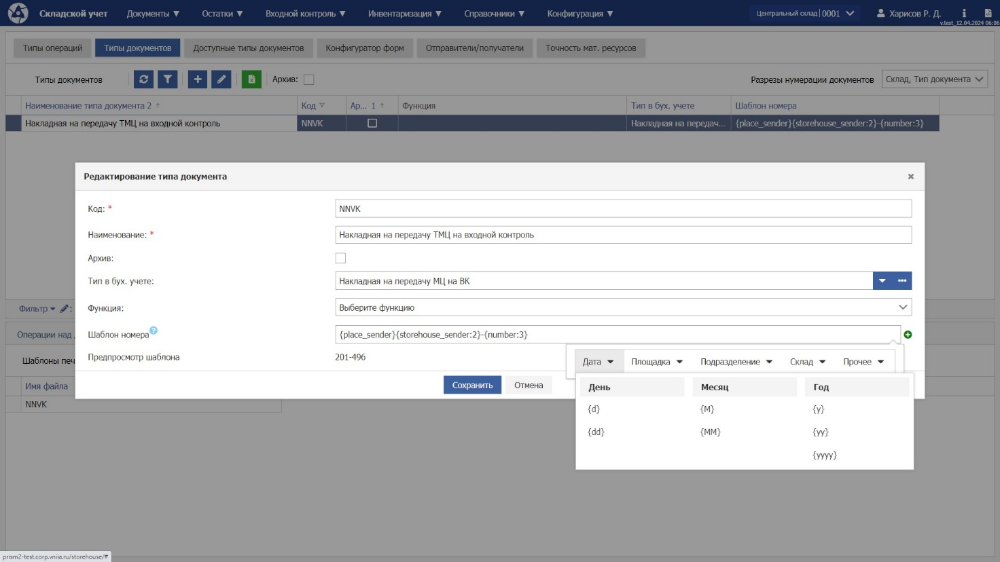 Складской учет
Документы ▼
Остатки ▼
Входной контроль ▼
Инвентаризация ▼
Справочники ▼
Конфигурация ▼
Центральный склад | 0001
Харисов Р. Д.
v.test_12.04.2024 06:06
Типы операций
Типы документов
Доступные типы документов
Конфигуратор форм
Отправители/получатели
Точность мат. ресурсов
Типы документов
Архив:
Разрезы нумерации документов
Склад, Тип документа
Наименование типа документа 2 ↑
Код
Ар... 1 ↑
Функция
Тип в бух. учете
Шаблон номера
Накладная на передачу ТМЦ на входной контроль
NNVK
Накладная на передач...
{place_sender}{storehouse_sender:2}-{number:3}
Редактирование типа документа
Код: *
NNVK
Наименование: *
Накладная на передачу ТМЦ на входной контроль
Архив:
Тип в бух. учете:
Накладная на передачу МЦ на ВК
Функция:
Выберите функцию
Шаблон номера ?
{place_sender}{storehouse_sender:2}-{number:3}
Предпросмотр шаблона
201-496
Сохранить
Отмена
Дата
Площадка
Подразделение
Склад
Прочее
День
Месяц
Год
{d}
{M}
{y}
{dd}
{MM}
{yy}
{yyyy}
Фильтр
Операции над
Шаблоны печ
Имя файла
NNVK
prism2-test.corp.vniia.ru/storehouse/#